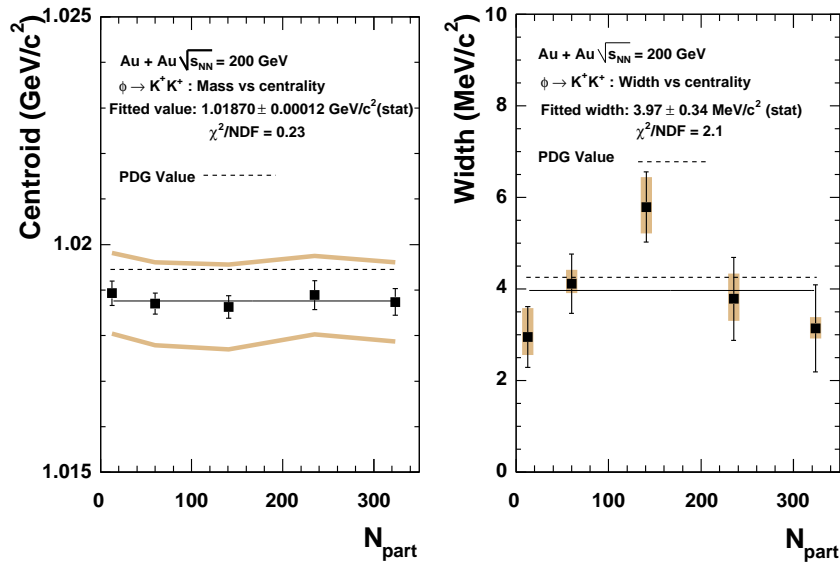 1.025
Au + Au √s_NN = 200 GeV
ϕ → K⁺K⁺ : Mass vs centrality
Fitted value: 1.01870 ± 0.00012 GeV/c² (stat)
χ²/NDF = 0.23
PDG Value
1.02
1.015
Centroid (GeV/c²)
0 100 200 300
N_part
10
Au + Au √s_NN = 200 GeV
ϕ → K⁺K⁺ : Width vs centrality
Fitted width: 3.97 ± 0.34 MeV/c² (stat)
χ²/NDF = 2.1
PDG Value
8
6
4
2
0
Width (MeV/c²)
0 100 200 300
N_part